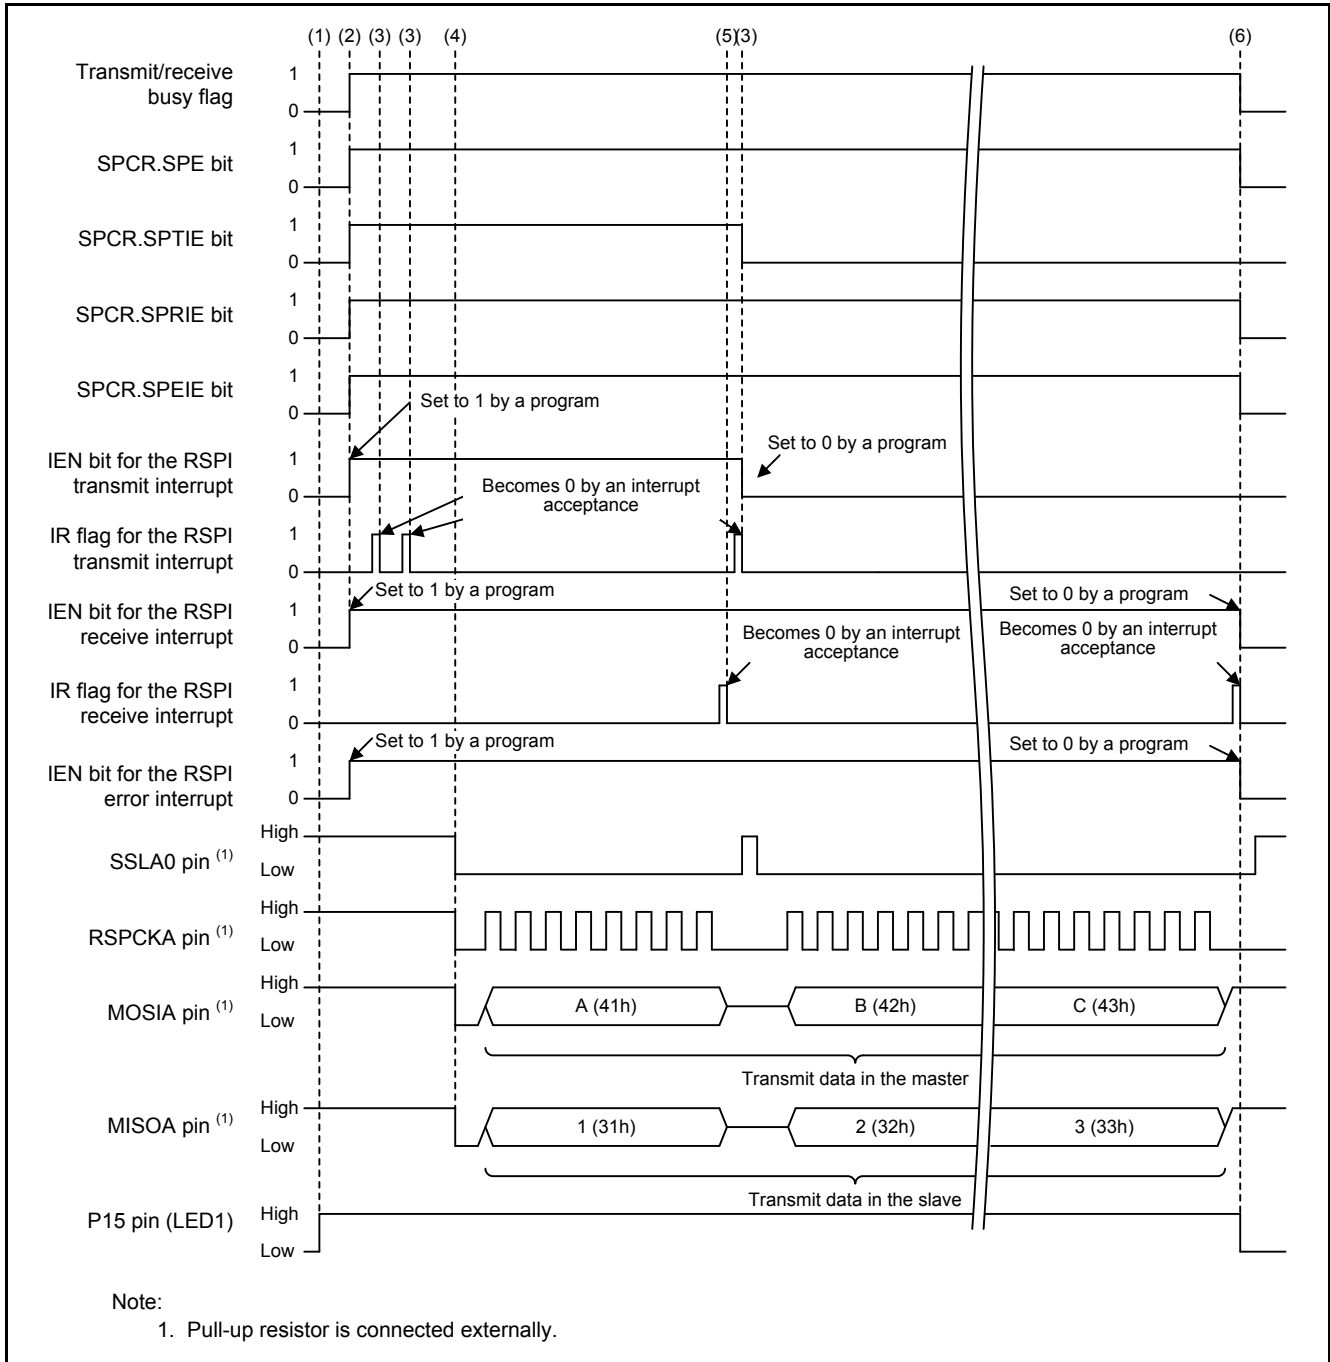 (1) (2) (3) (3) (4) (5)(3) (6)
Transmit/receive
busy flag
1
0
SPCR.SPE bit
1
0
SPCR.SPTIE bit
1
0
SPCR.SPRIE bit
1
0
SPCR.SPEIE bit
1
0
Set to 1 by a program
IEN bit for the RSPI
transmit interrupt
1
0
Set to 0 by a program
Becomes 0 by an interrupt
acceptance
IR flag for the RSPI
transmit interrupt
1
0
Set to 1 by a program
Set to 0 by a program
IEN bit for the RSPI
receive interrupt
1
0
Becomes 0 by an interrupt
acceptance
Becomes 0 by an interrupt
acceptance
IR flag for the RSPI
receive interrupt
1
0
Set to 1 by a program
Set to 0 by a program
IEN bit for the RSPI
error interrupt
1
0
SSLA0 pin (1)
High
Low
RSPCKA pin (1)
High
Low
MOSIA pin (1)
High
Low
A (41h)
B (42h)
C (43h)
Transmit data in the master
MISOA pin (1)
High
Low
1 (31h)
2 (32h)
3 (33h)
Transmit data in the slave
P15 pin (LED1)
High
Low
Note:
1. Pull-up resistor is connected externally.